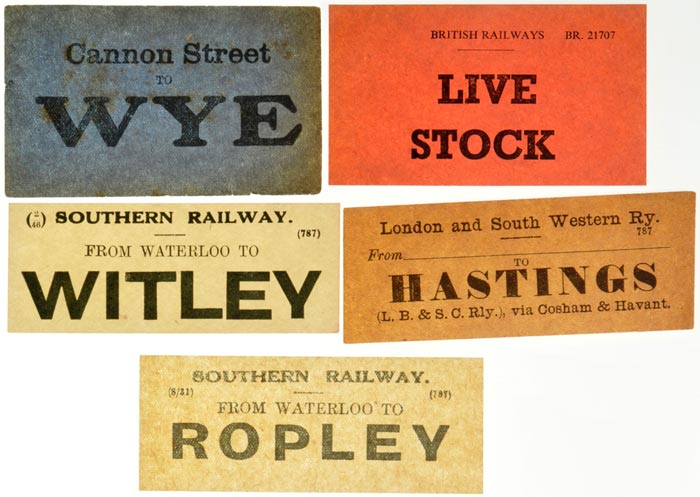 Cannon Street
TO
WYE
BRITISH RAILWAYS BR. 21707
LIVE
STOCK
(2/46) SOUTHERN RAILWAY.
(787)
FROM WATERLOO TO
WITLEY
London and South Western Ry.
787
From
TO
HASTINGS
(L. B. & S. C. Rly.), via Cosham & Havant.
SOUTHERN RAILWAY.
(8/31) (787)
FROM WATERLOO TO
ROPLEY